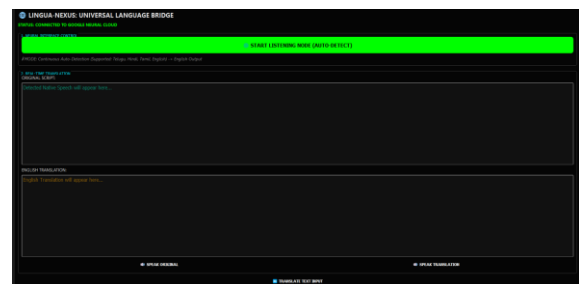 LINGUA-NEXUS: UNIVERSAL LANGUAGE BRIDGE
STATUS: CONNECTED TO GOOGLE NEURAL CLOUD
START LISTENING MODE (AUTO-DETECT)
Continuous Auto-Detection (Supported: Telugu, Hindi, Tamil, English) -> English Output
ORIGINAL SCRIPT:
Detected Native Speech will appear here...
ENGLISH TRANSLATION:
English Translation will appear here...
SPEAK ORIGINAL
SPEAK TRANSLATION
TRANSLATE TEXT INPUT